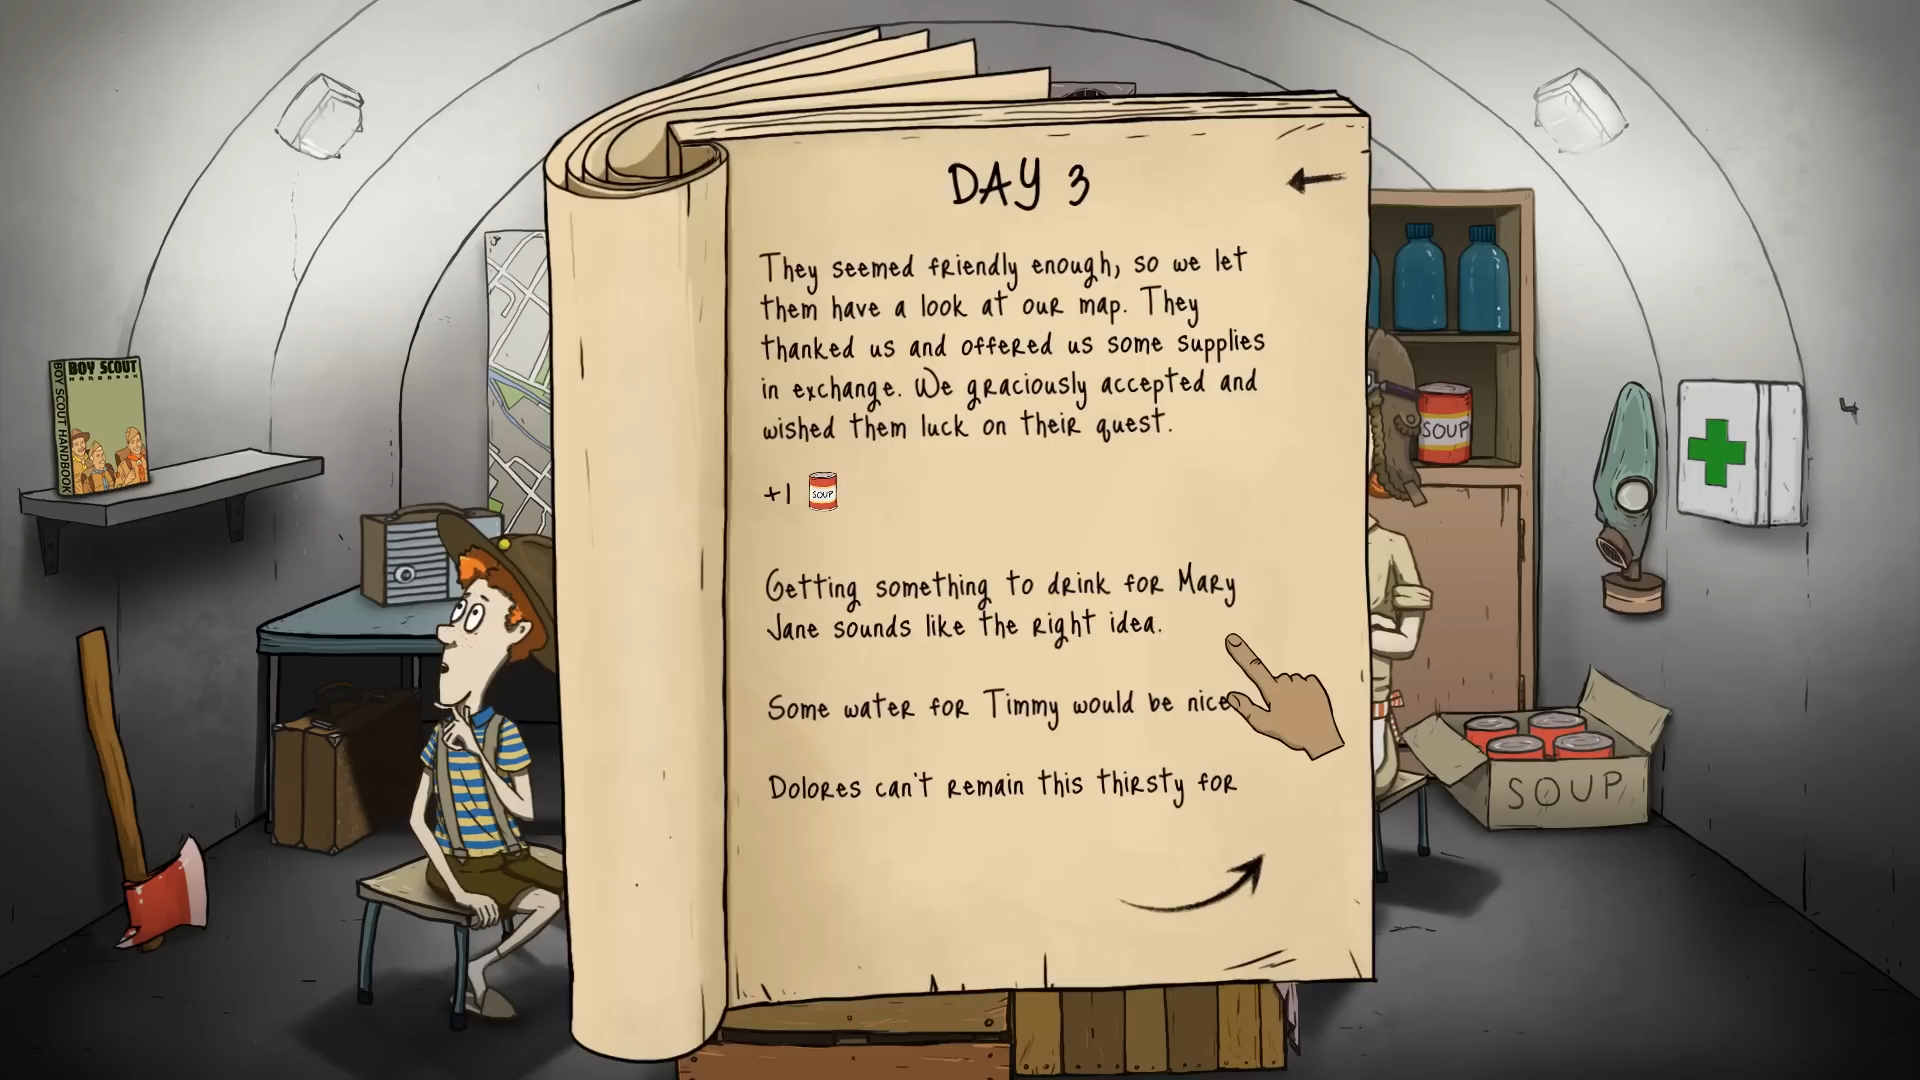 DAY 3
They seemed friendly enough, so we let
them have a look at our map. They
thanked us and offered us some supplies
in exchange. We graciously accepted and
wished them luck on their quest.
+1 SOUP
Getting something to drink for Mary
Jane sounds like the right idea.
Some water for Timmy would be nice
Dolores can't remain this thirsty for
BOY SCOUT
HANDBOOK
BOY SCOUT HANDBOOK
SOUP
SOUP